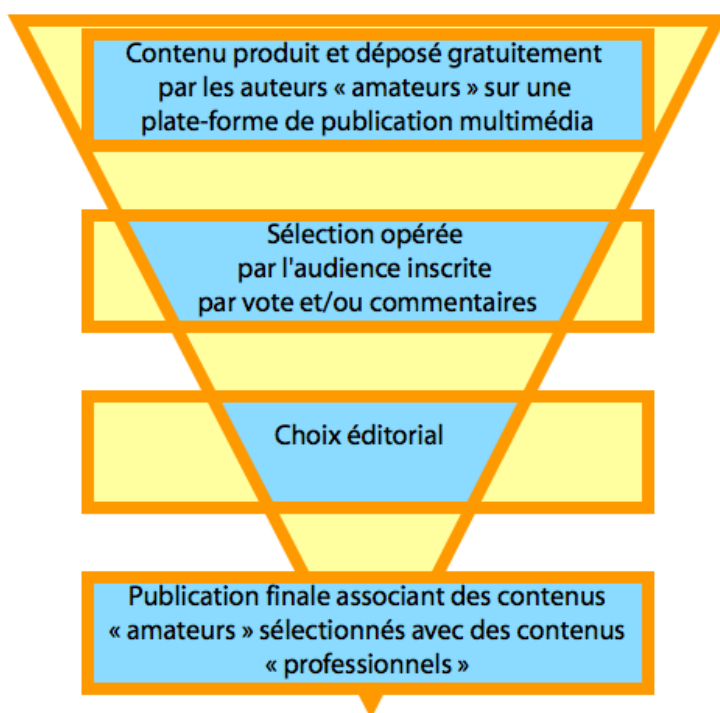 Contenu produit et déposé gratuitement
par les auteurs « amateurs » sur une
plate-forme de publication multimédia
Sélection opérée
par l'audience inscrite
par vote et/ou commentaires
Choix éditorial
Publication finale associant des contenus
« amateurs » sélectionnés avec des contenus
« professionnels »